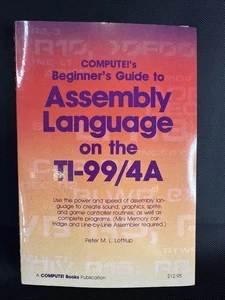 COMPUTE!'s
Beginner's Guide to
Assembly
Language
on the
TI-99/4A
Use the power and speed of assembly lan-
guage to create sound, graphics, sprite,
and game controller routines, as well as
complete programs. (Mini Memory car-
tridge and Line-by-Line Assembler required.)
Peter M. L. Lottrup
A COMPUTE! Books Publication
$12.95